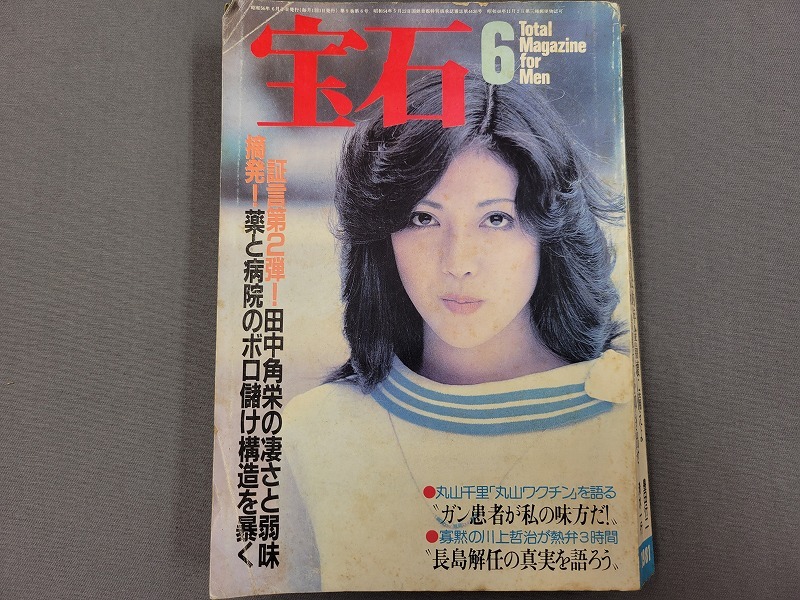 宝石
6
Total
Magazine
for
Men
証言第2弾!田中角栄の凄さと弱味
摘発!薬と病院のボロ儲け構造を暴く
●丸山千里「丸山ワクチン」を語る
〝ガン患者が私の味方だ!〟
●寡黙の川上哲治が熱弁3時間
〝長島解任の真実を語ろう〟